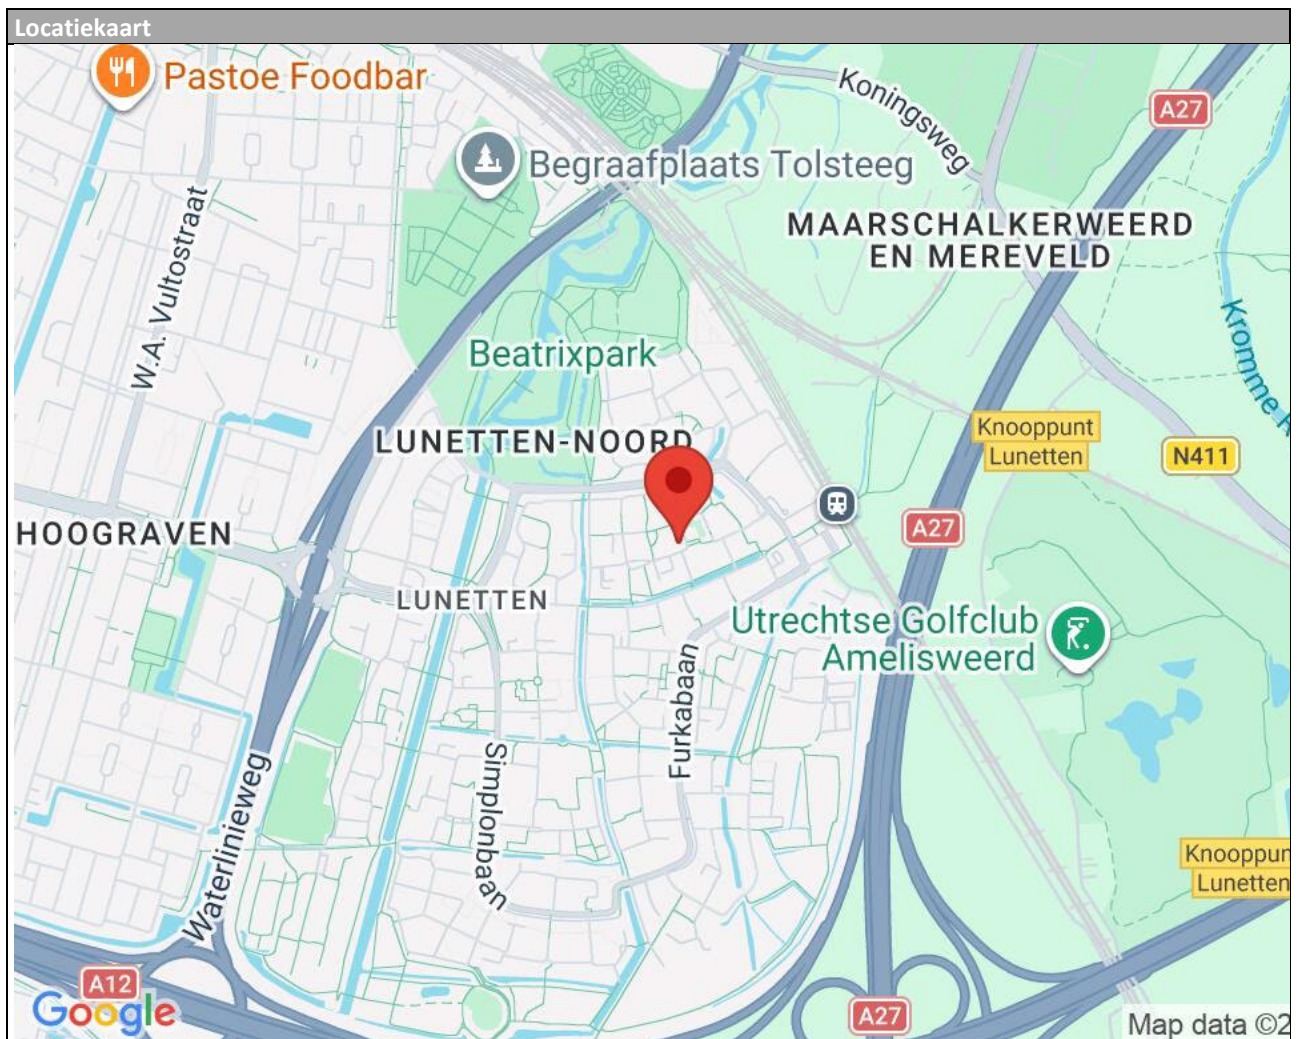 Locatiekaart
Pastoe Foodbar
Koningsweg
A27
Begraafplaats Tolsteeg
MAARSCHALKERWEERD
EN MEREVELD
W.A. Vultostraat
Kromme R
Beatrixpark
Knooppunt
Lunetten
N411
LUNETTEN-NOORD
HOOGRAVEN
A27
LUNETTEN
Utrechtse Golfclub
Amelisweerd
Furkabaan
Simplonbaan
Waterlinieweg
Knooppun
Lunetten
A12
Google
A27
Map data ©2